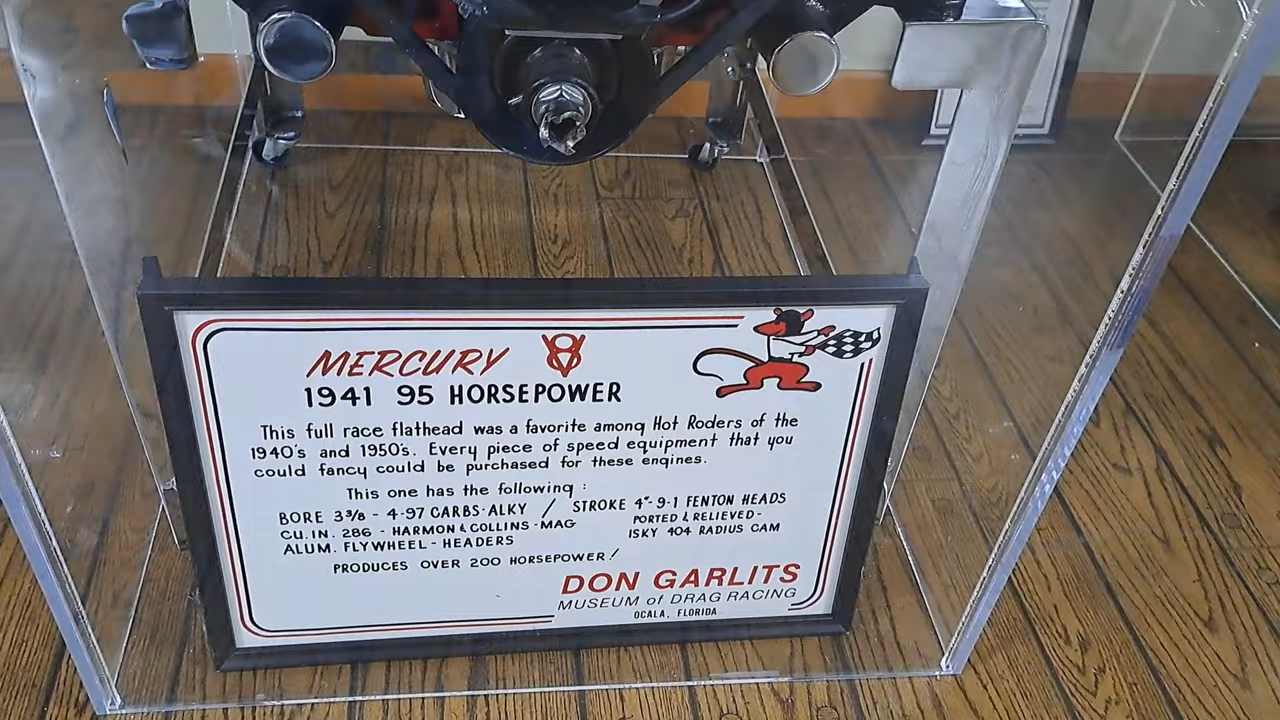 MERCURY V8
1941 95 HORSEPOWER
This full race flathead was a favorite among Hot Roders of the
1940's and 1950's. Every piece of speed equipment that you
could fancy could be purchased for these engines.
This one has the following :
BORE 3 3/8 - 4-97 CARBS-ALKY / STROKE 4"-9-1 FENTON HEADS
CU. IN. 286 - HARMON & COLLINS - MAG PORTED & RELIEVED -
ALUM. FLYWHEEL - HEADERS ISKY 404 RADIUS CAM
PRODUCES OVER 200 HORSEPOWER!
DON GARLITS
MUSEUM of DRAG RACING
OCALA, FLORIDA